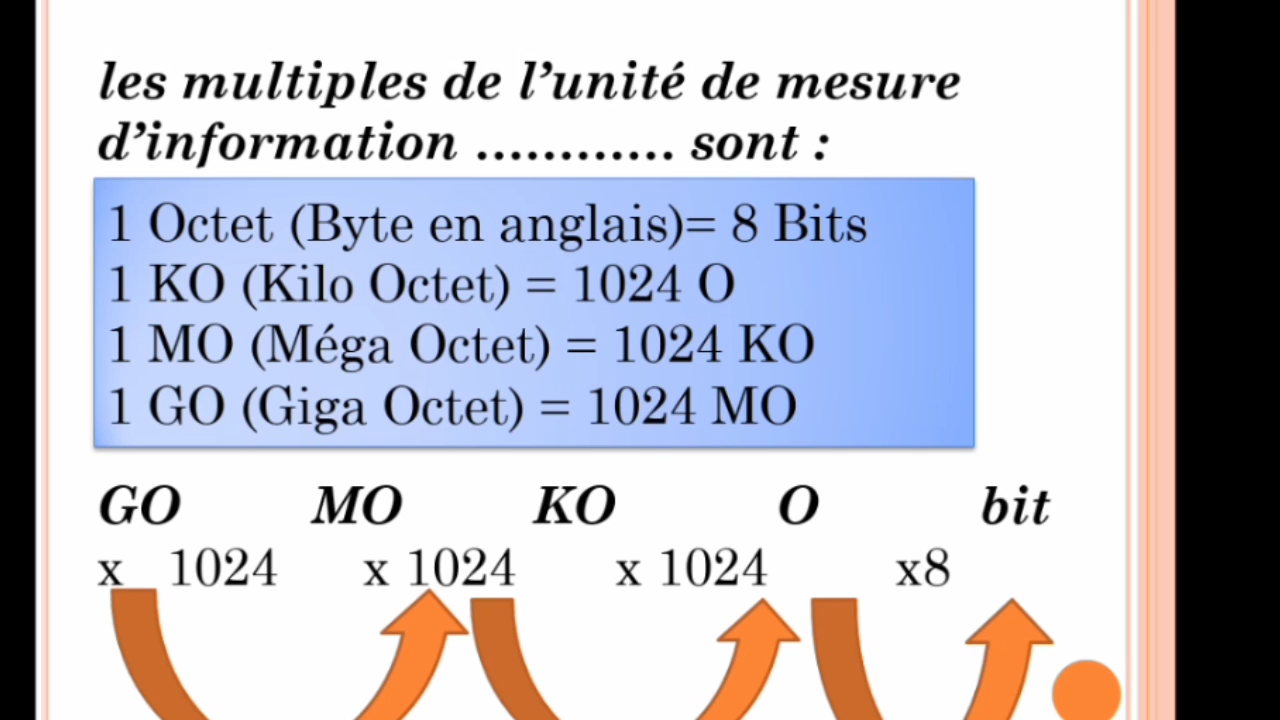 les multiples de l’unité de mesure
d’information ............ sont :
1 Octet (Byte en anglais)= 8 Bits
1 KO (Kilo Octet) = 1024 O
1 MO (Méga Octet) = 1024 KO
1 GO (Giga Octet) = 1024 MO
GO MO KO O bit
x 1024 x 1024 x 1024 x8